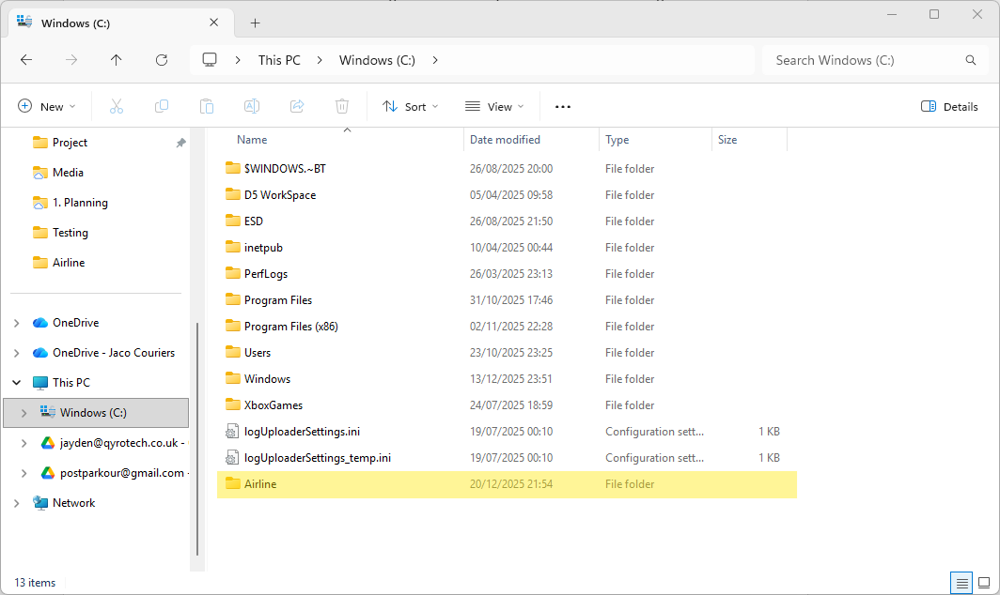 Windows (C:)
This PC
Windows (C:)
Search Windows (C:)
New
Sort
View
Details
Project
Media
1. Planning
Testing
Airline
OneDrive
OneDrive - Jaco Couriers
This PC
Windows (C:)
jayden@qyrotech.co.uk -
postparkour@gmail.com -
Network
Name Date modified Type Size
$WINDOWS.~BT 26/08/2025 20:00 File folder
D5 WorkSpace 05/04/2025 09:58 File folder
ESD 26/08/2025 21:50 File folder
inetpub 10/04/2025 00:44 File folder
PerfLogs 26/03/2025 23:13 File folder
Program Files 31/10/2025 17:46 File folder
Program Files (x86) 02/11/2025 22:28 File folder
Users 23/10/2025 23:25 File folder
Windows 13/12/2025 23:51 File folder
XboxGames 24/07/2025 18:59 File folder
logUploaderSettings.ini 19/07/2025 00:10 Configuration sett... 1 KB
logUploaderSettings_temp.ini 19/07/2025 00:10 Configuration sett... 1 KB
Airline 20/12/2025 21:54 File folder
13 items